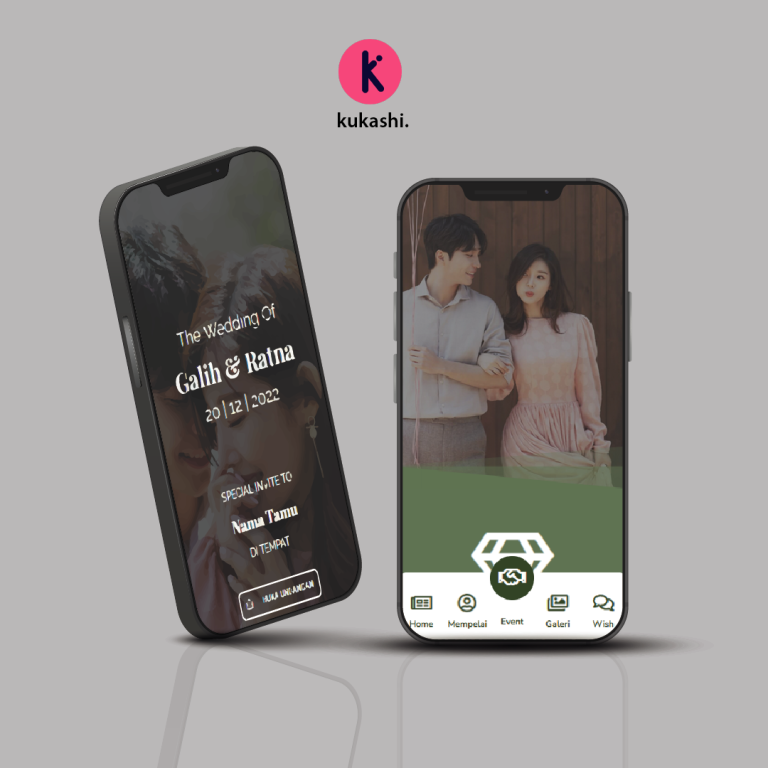 k
kukashi.
The Wedding Of
Galih & Ratna
20 | 12 | 2022
SPECIAL INVITE TO
Nama Tamu
DI TEMPAT
BUKA UNDANGAN
Home
Mempelai
Event
Galeri
Wish